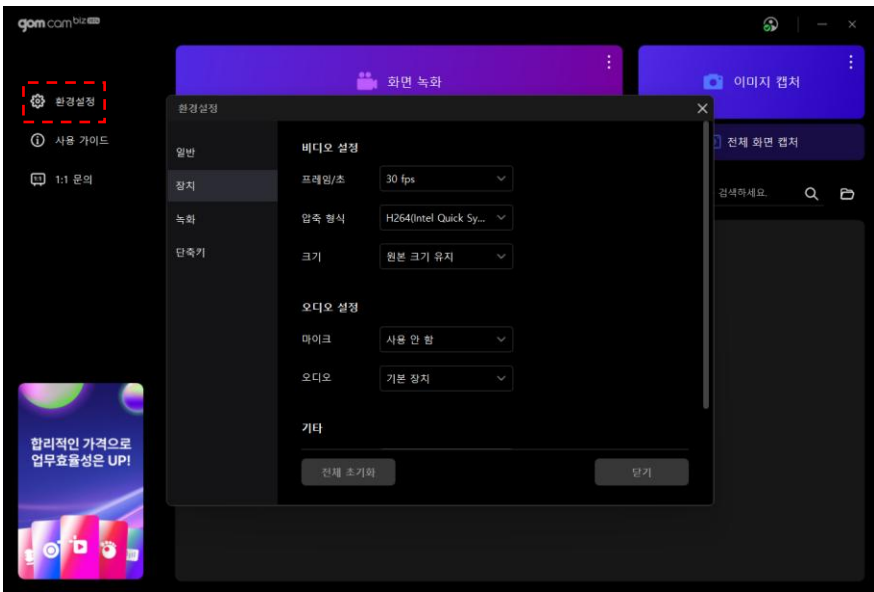 gom cam biz
화면 녹화
이미지 캡처
환경설정
사용 가이드
1:1 문의
전체 화면 캡처
검색하세요.
환경설정
일반
장치
녹화
단축키
비디오 설정
프레임/초 30 fps
압축 형식 H264(Intel Quick Sy...
크기 원본 크기 유지
오디오 설정
마이크 사용 안 함
오디오 기본 장치
기타
전체 초기화
닫기
합리적인 가격으로
업무효율성은 UP!